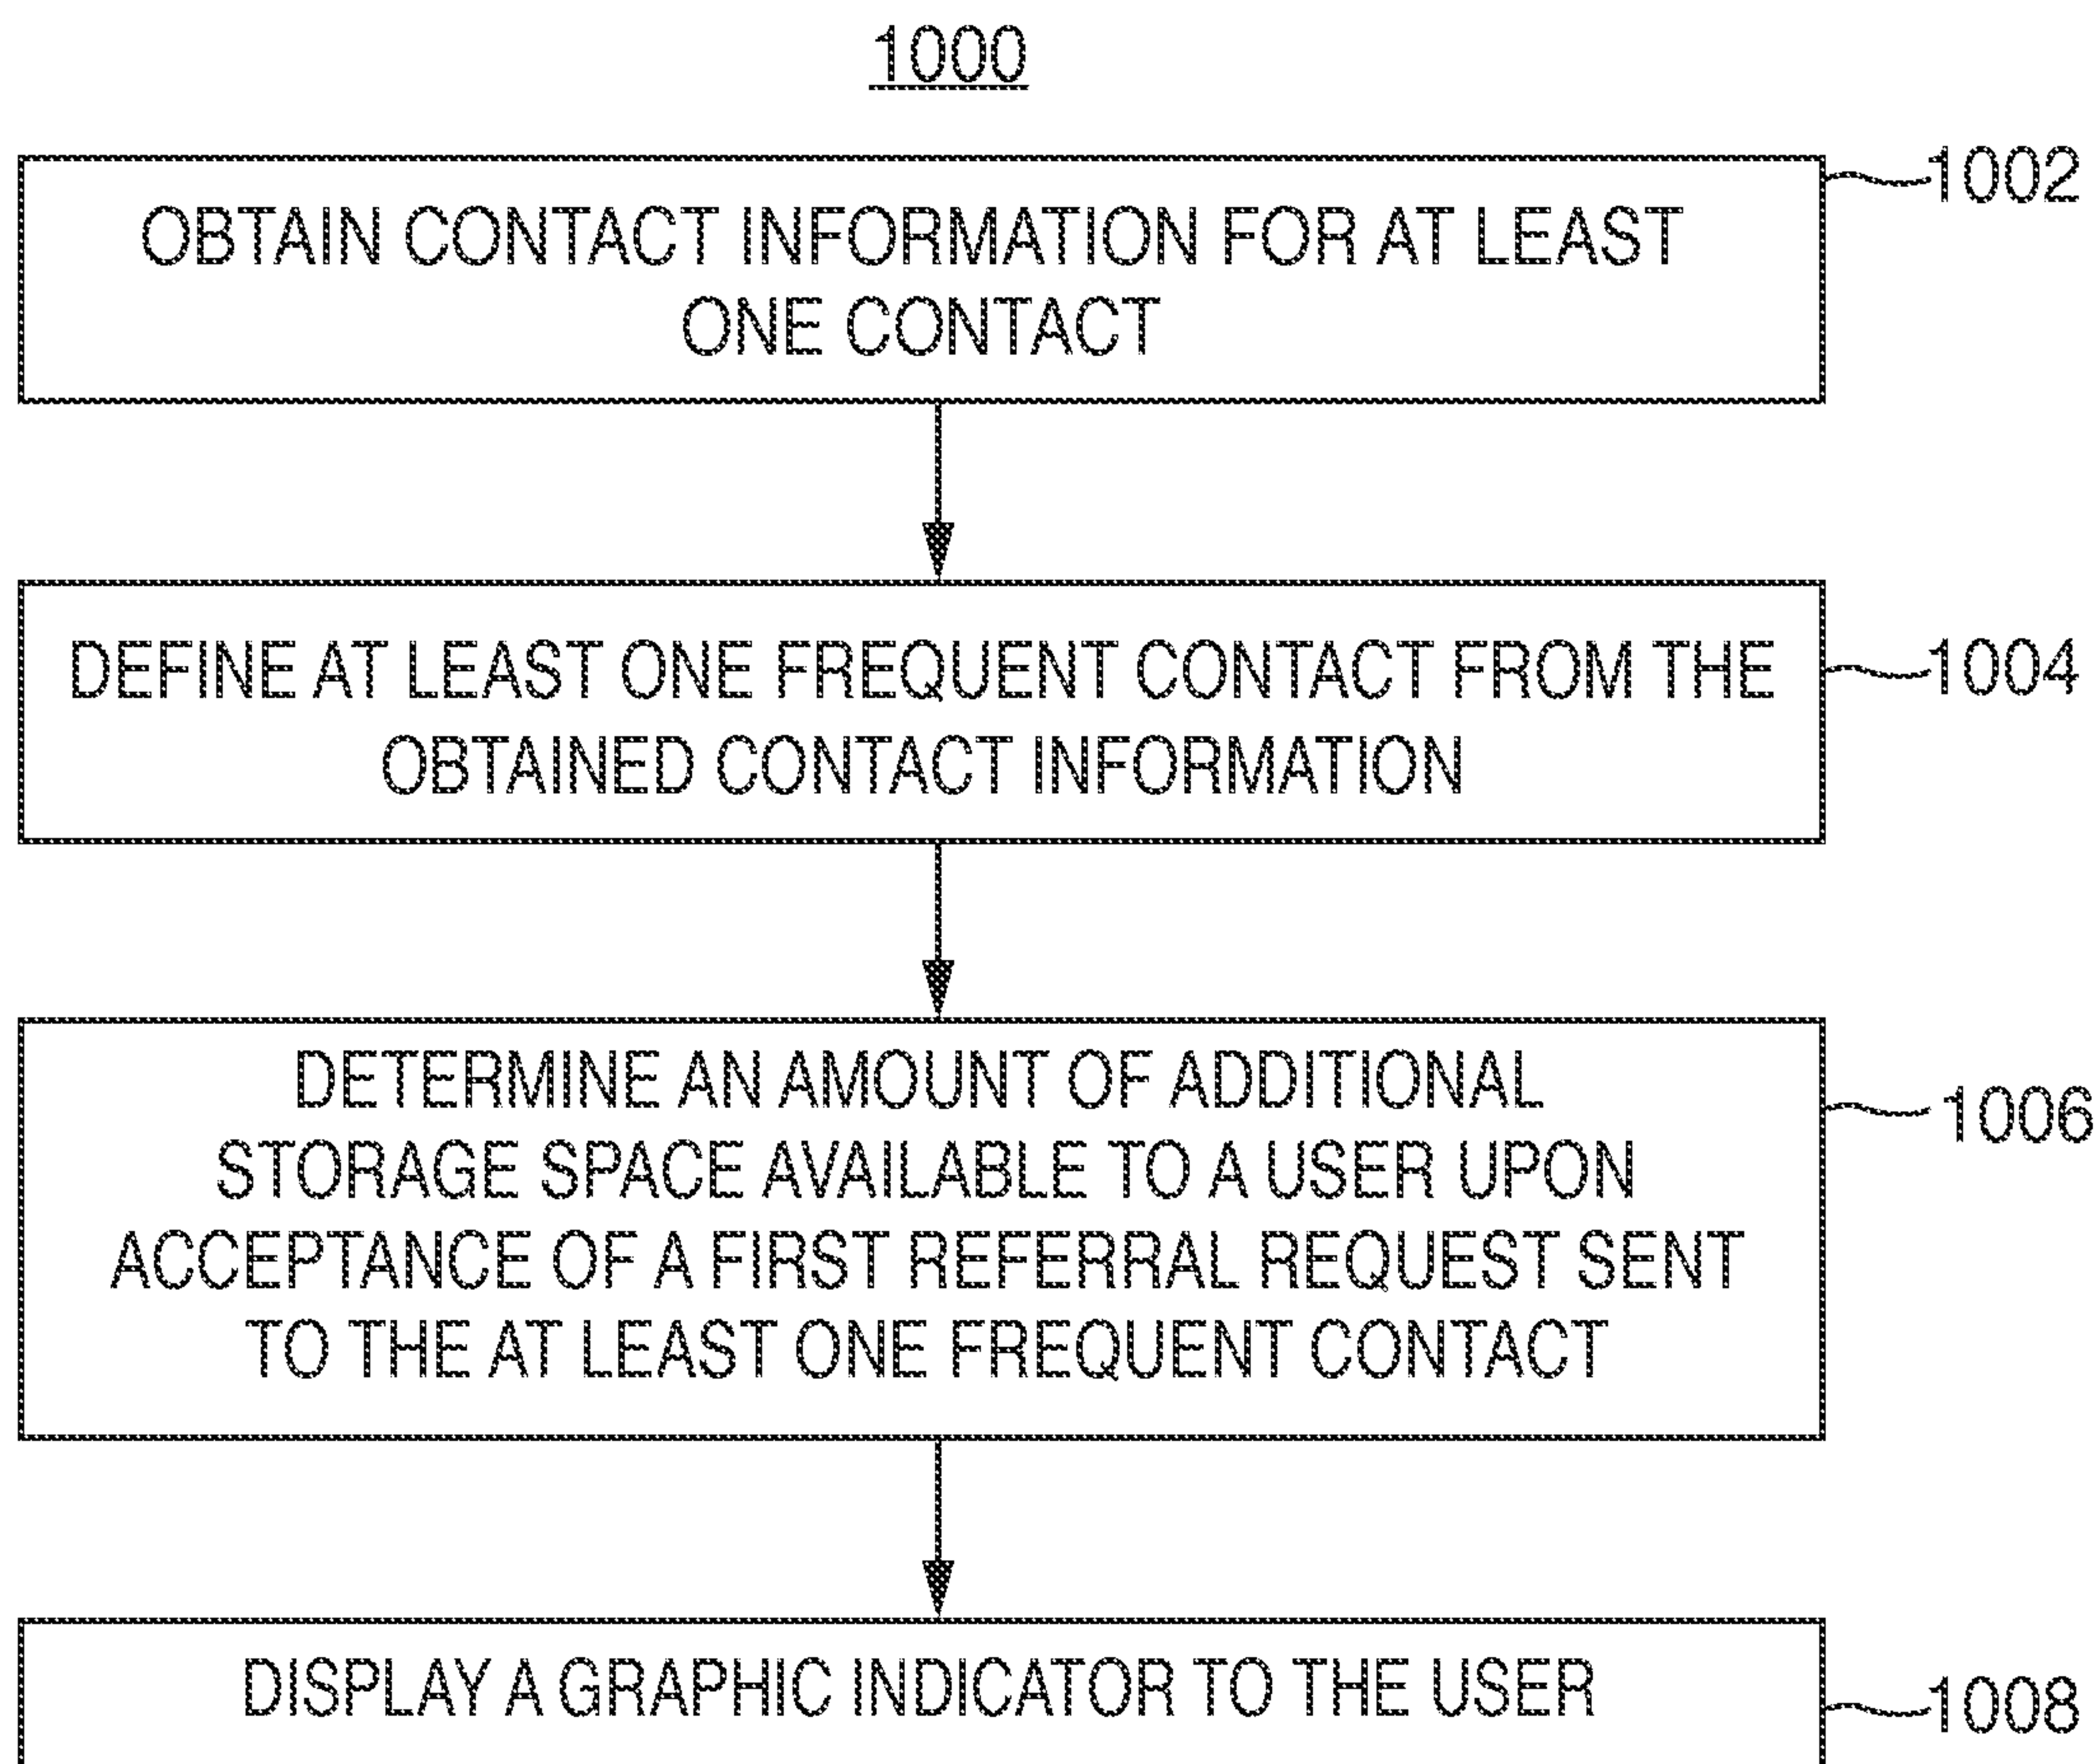 1000
1002
OBTAIN CONTACT INFORMATION FOR AT LEAST
ONE CONTACT
DEFINE AT LEAST ONE FREQUENT CONTACT FROM THE
1004
OBTAINED CONTACT INFORMATION
DETERMINE AN AMOUNT OF ADDITIONAL
1006
STORAGE SPACE AVAILABLE TO A USER UPON
ACCEPTANCE OF A FIRST REFERRAL REQUEST SENT
TO THE AT LEAST ONE FREQUENT CONTACT
DISPLAY A GRAPHIC INDICATOR TO THE USER
1008